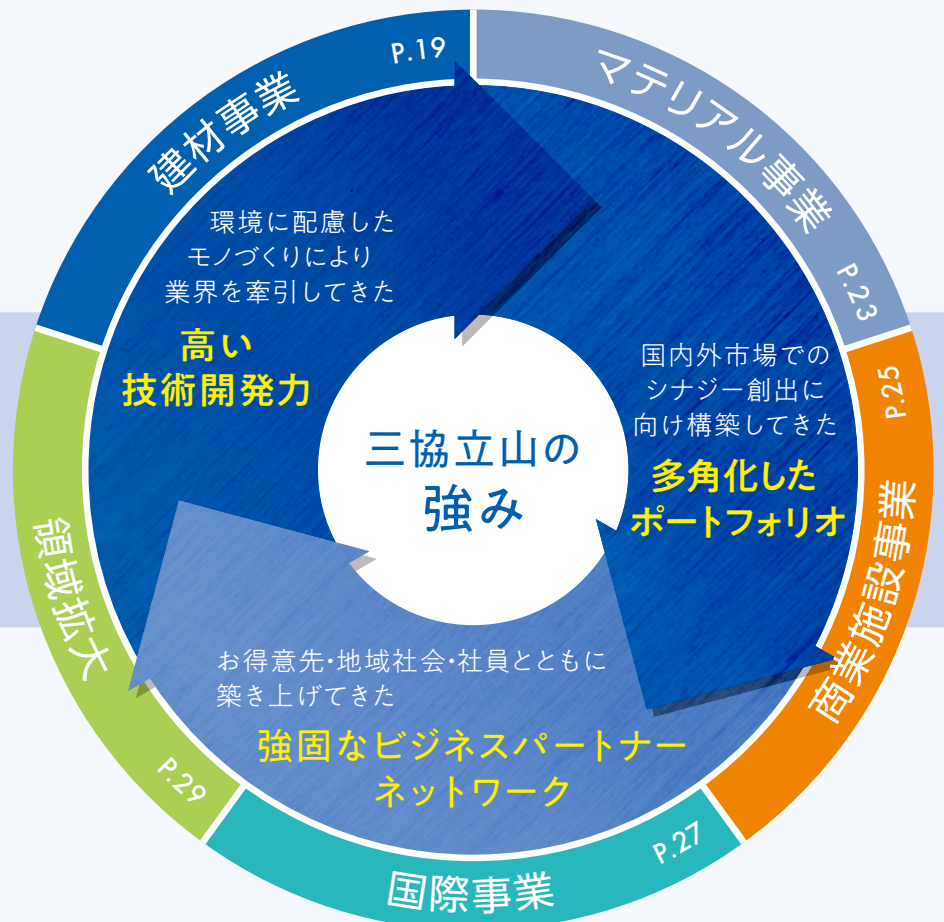 建材事業
P.19
マテリアル事業
P.23
商業施設事業
P.25
国際事業
P.27
領域拡大
P.29
環境に配慮した
モノづくりにより
業界を牽引してきた
高い
技術開発力
国内外市場での
シナジー創出に
向け構築してきた
多角化した
ポートフォリオ
三協立山の
強み
お得意先・地域社会・社員とともに
築き上げてきた
強固なビジネスパートナー
ネットワーク